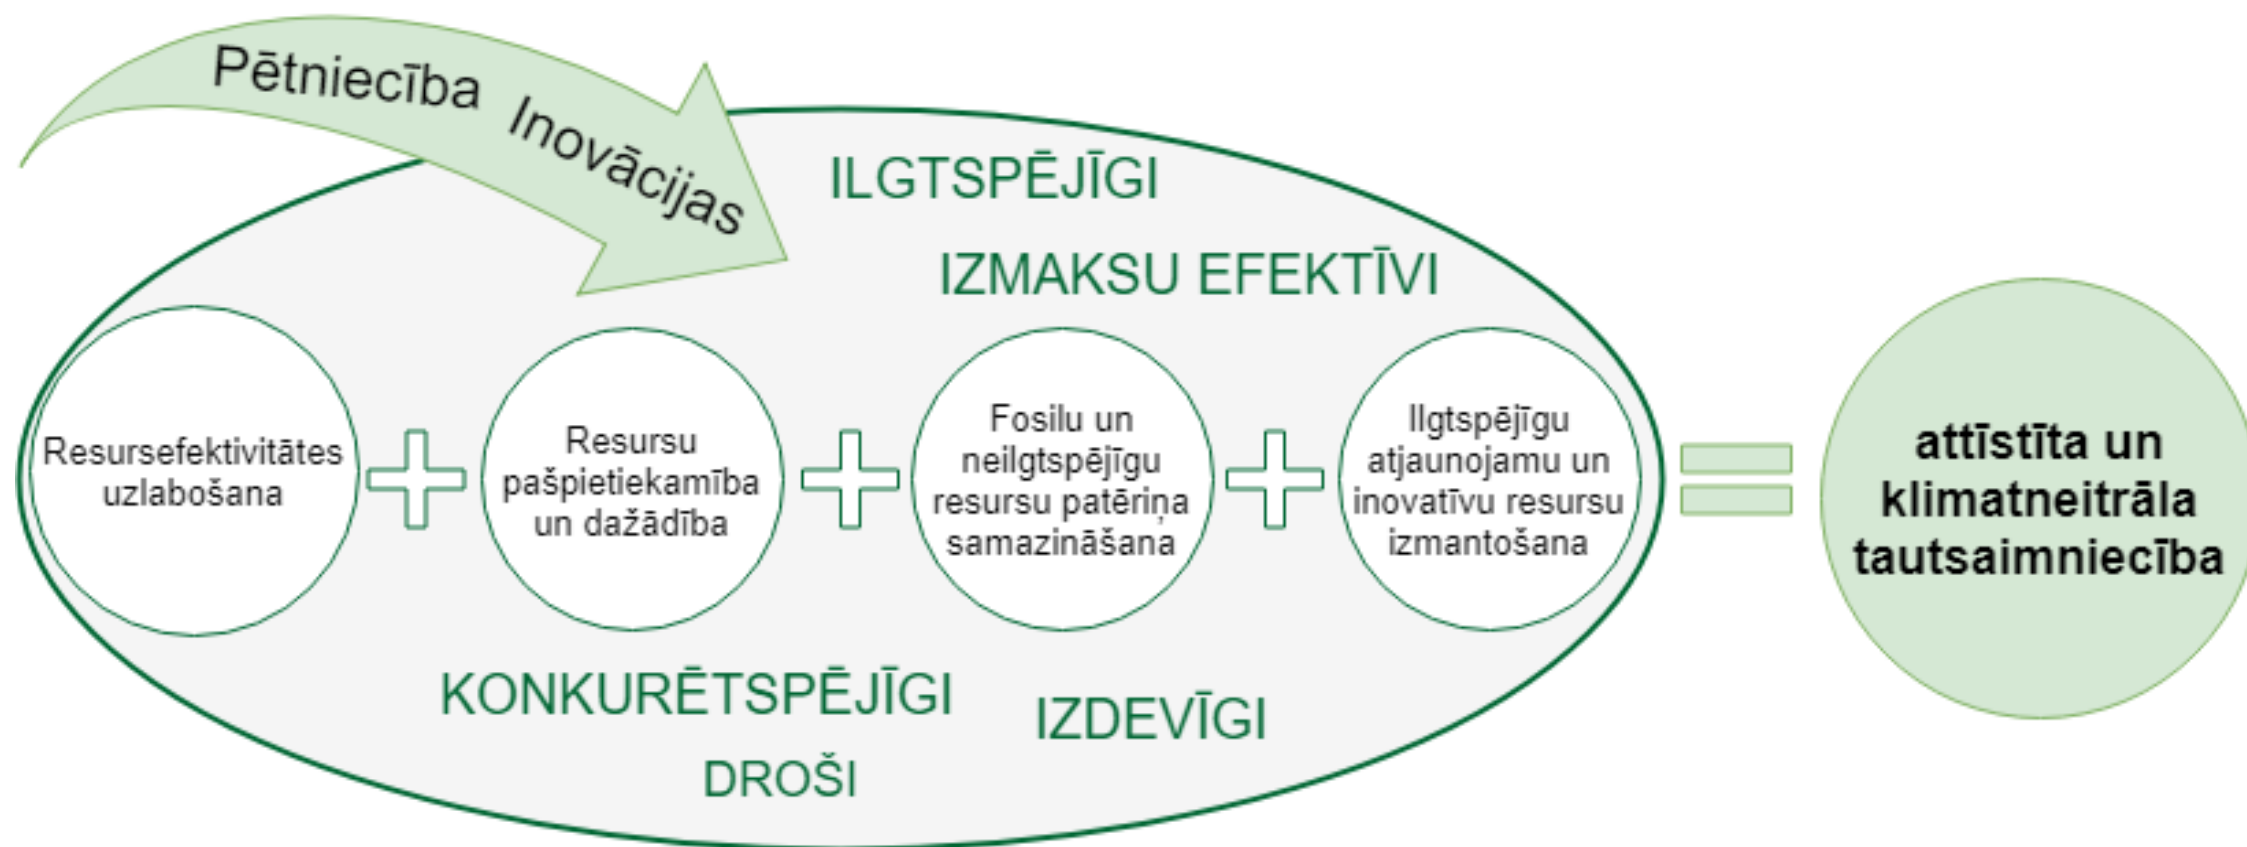 Pētniecība Inovācijas
ILGTSPĒJĪGI
IZMAKSU EFEKTĪVI
Resursefektivitātes
uzlabošana
Resursu
pašpietiekamība
un dažādība
Fosilu un
neilgtspējīgu
resursu patēriņa
samazināšana
Ilgtspējīgu
atjaunojamu un
inovatīvu resursu
izmantošana
attīstīta un
klimatneitrāla
tautsaimniecība
KONKURĒTSPĒJĪGI
IZDEVĪGI
DROŠI